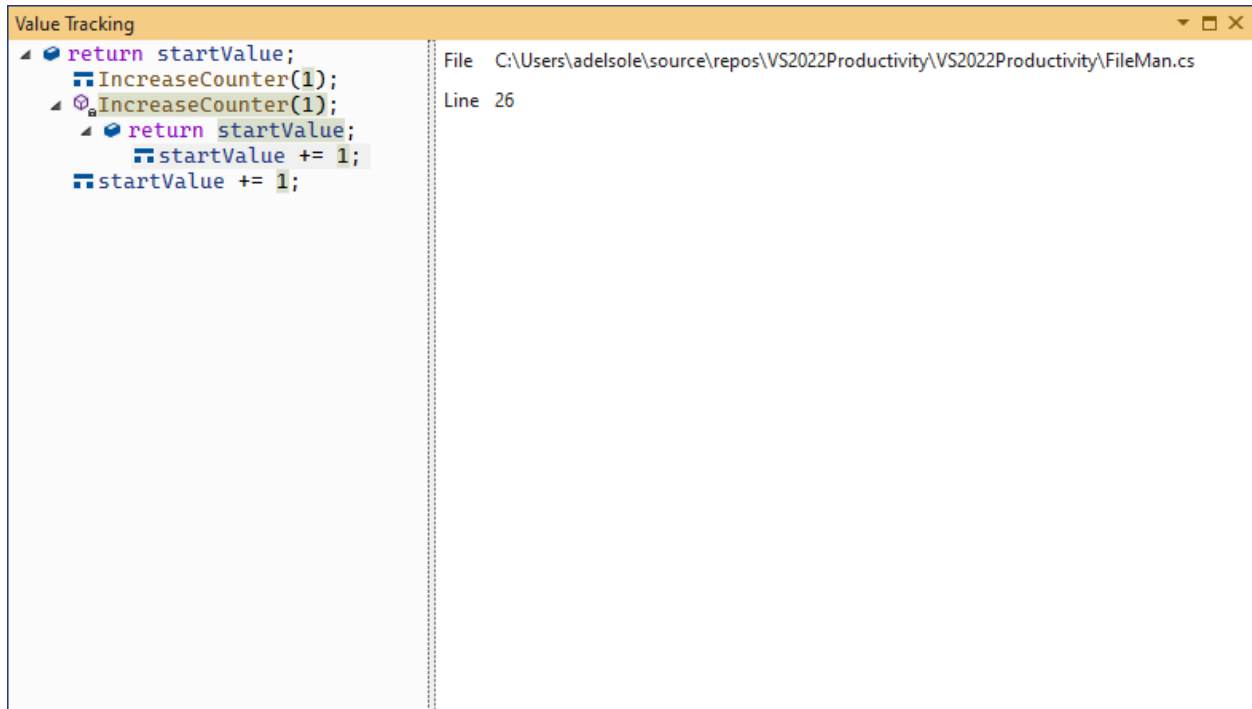 Value Tracking
return startValue;
IncreaseCounter(1);
IncreaseCounter(1);
return startValue;
startValue += 1;
startValue += 1;
File C:\Users\adelsole\source\repos\VS2022Productivity\VS2022Productivity\FileMan.cs
Line 26